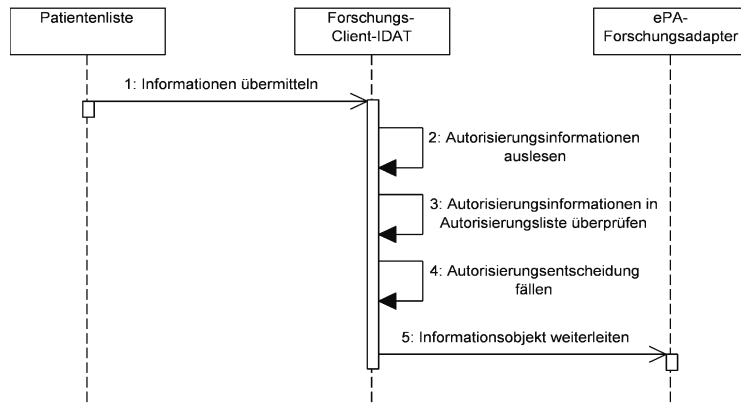 Patientenliste
Forschungs-
Client-IDAT
ePA-
Forschungsadapter
1: Informationen übermitteln
2: Autorisierungsinformationen
auslesen
3: Autorisierungsinformationen in
Autorisierungsliste überprüfen
4: Autorisierungsentscheidung
fällen
5: Informationsobjekt weiterleiten